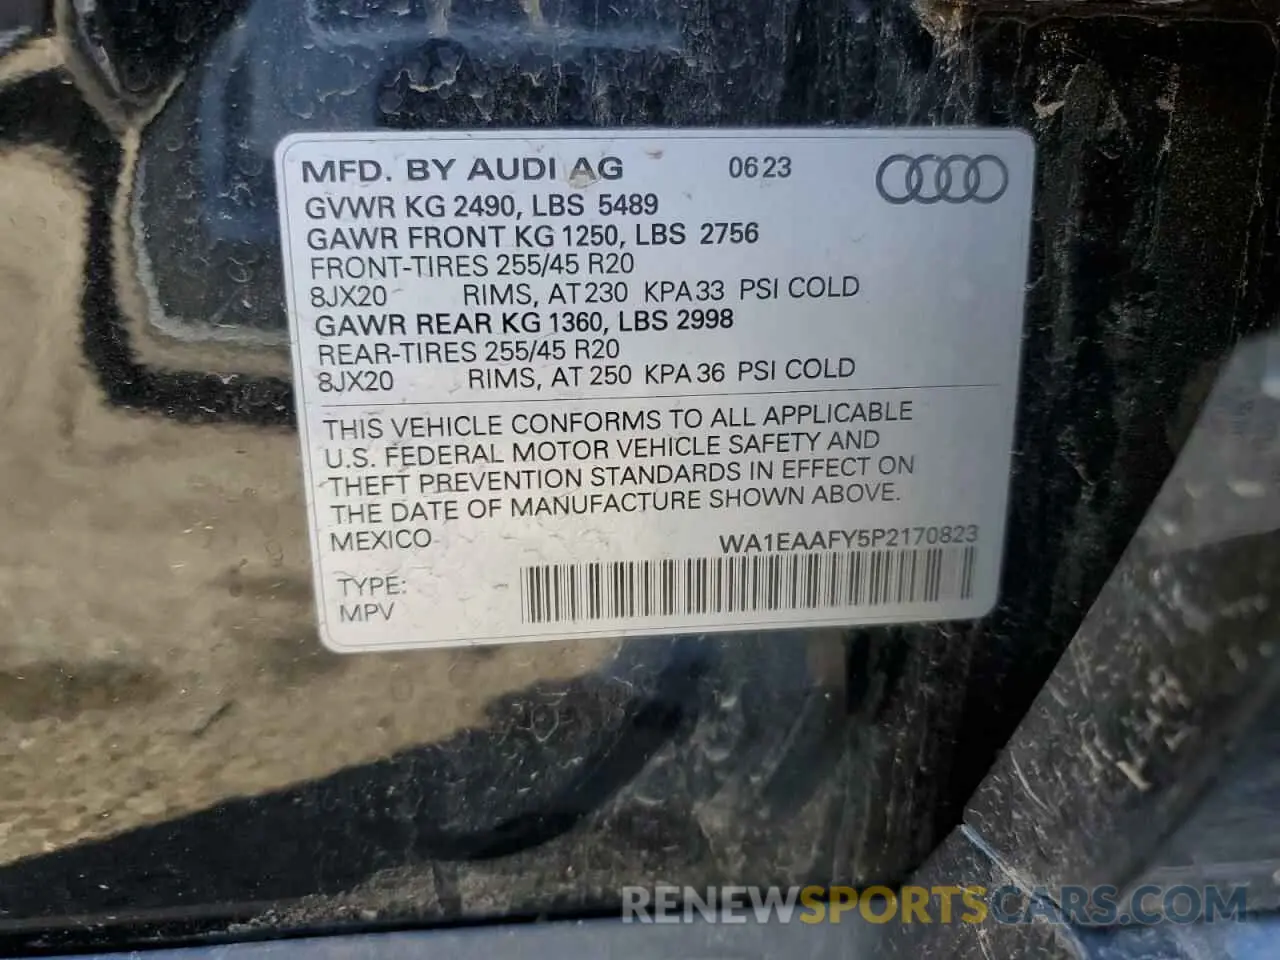 MFD. BY AUDI AG 0623
GVWR KG 2490, LBS 5489
GAWR FRONT KG 1250, LBS 2756
FRONT-TIRES 255/45 R20
8JX20 RIMS, AT 230 KPA 33 PSI COLD
GAWR REAR KG 1360, LBS 2998
REAR-TIRES 255/45 R20
8JX20 RIMS, AT 250 KPA 36 PSI COLD
THIS VEHICLE CONFORMS TO ALL APPLICABLE
U.S. FEDERAL MOTOR VEHICLE SAFETY AND
THEFT PREVENTION STANDARDS IN EFFECT ON
THE DATE OF MANUFACTURE SHOWN ABOVE.
MEXICO WA1EAAFY5P2170823
TYPE:
MPV
RENEWSPORTSCARS.COM